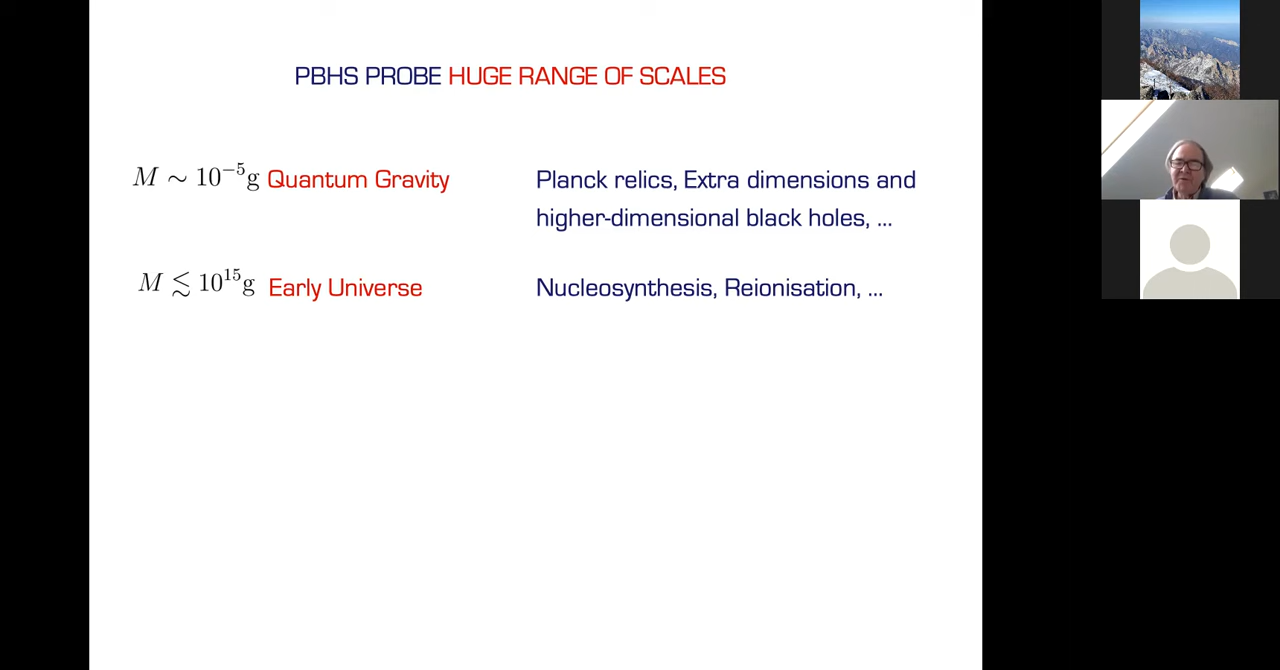 PBHS PROBE HUGE RANGE OF SCALES
M ∼ 10⁻⁵g Quantum Gravity Planck relics, Extra dimensions and
higher-dimensional black holes, ...
M ≲ 10¹⁵g Early Universe Nucleosynthesis, Reionisation, ...